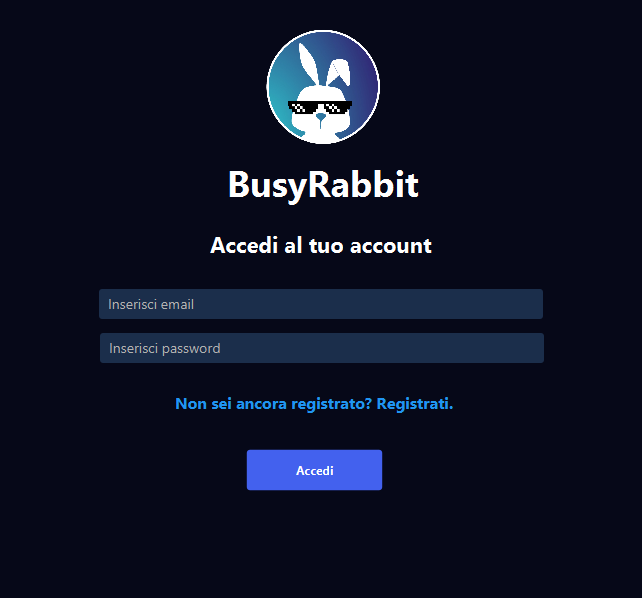 BusyRabbit
Accedi al tuo account
Inserisci email
Inserisci password
Non sei ancora registrato? Registrati.
Accedi